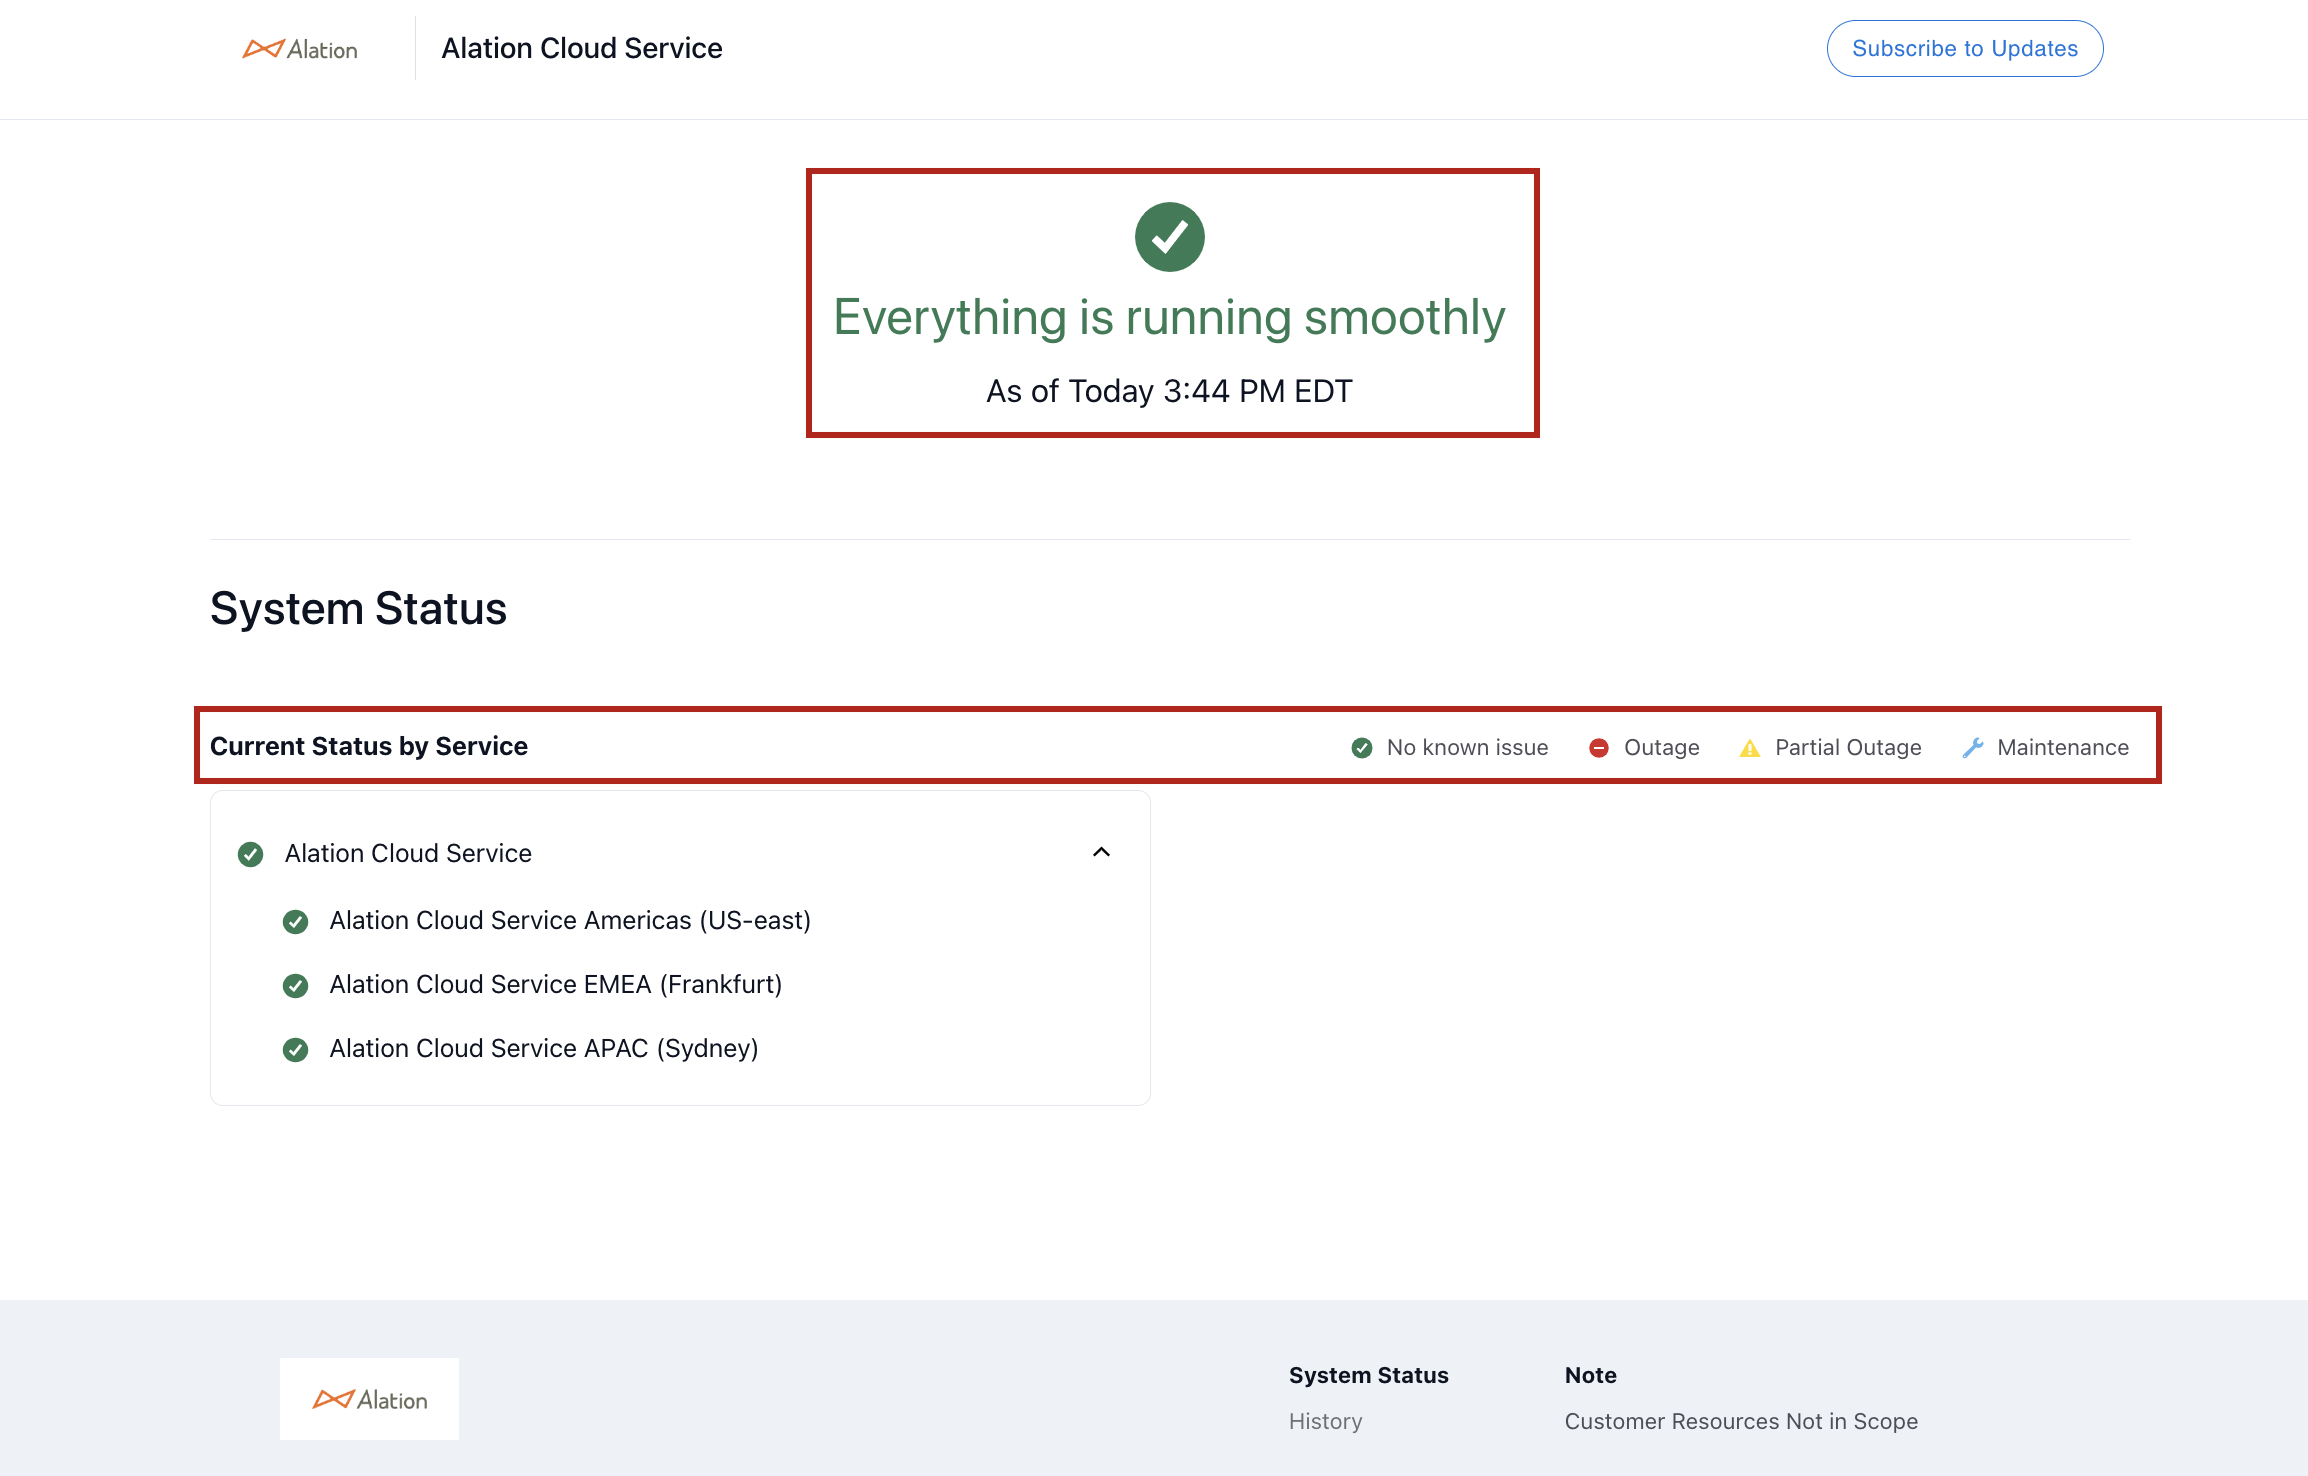 Alation
Alation Cloud Service
Subscribe to Updates
Everything is running smoothly
As of Today 3:44 PM EDT
System Status
Current Status by Service
No known issue
Outage
Partial Outage
Maintenance
Alation Cloud Service
Alation Cloud Service Americas (US-east)
Alation Cloud Service EMEA (Frankfurt)
Alation Cloud Service APAC (Sydney)
Alation
System Status
History
Note
Customer Resources Not in Scope